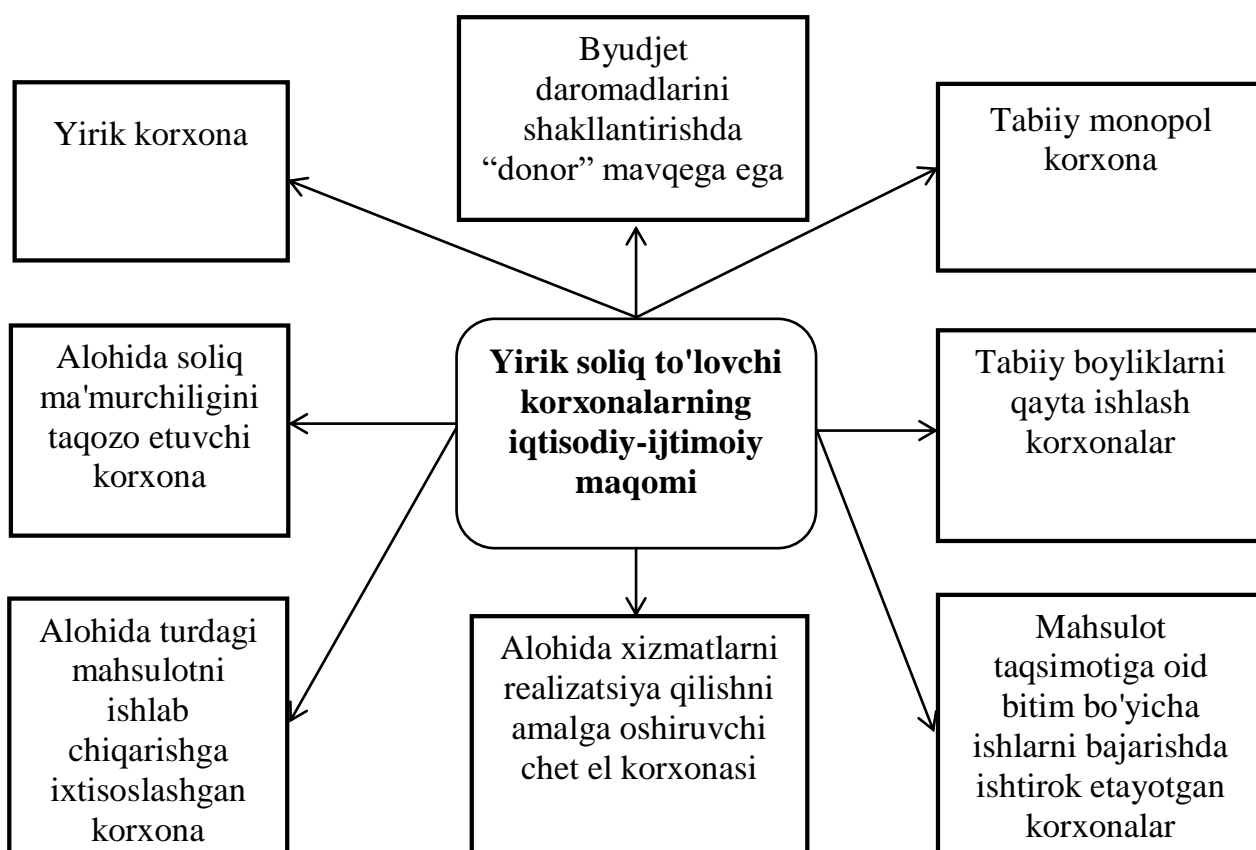 Byudjet
daromadlarini
shakllantirishda
“donor” mavqega ega
Yirik korxona
Tabiiy monopol
korxona
Yirik soliq to'lovchi
korxonalarning
iqtisodiy-ijtimoiy
maqomi
Alohida soliq
ma'murchiligini
taqozo etuvchi
korxona
Tabiiy boyliklarni
qayta ishlash
korxonalar
Alohida turdagi
mahsulotni
ishlab
chiqarishga
ixtisoslashgan
korxona
Alohida xizmatlarni
realizatsiya qilishni
amalga oshiruvchi
chet el korxonasi
Mahsulot
taqsimotiga oid
bitim bo'yicha
ishlarni bajarishda
ishtirok etayotgan
korxonalar